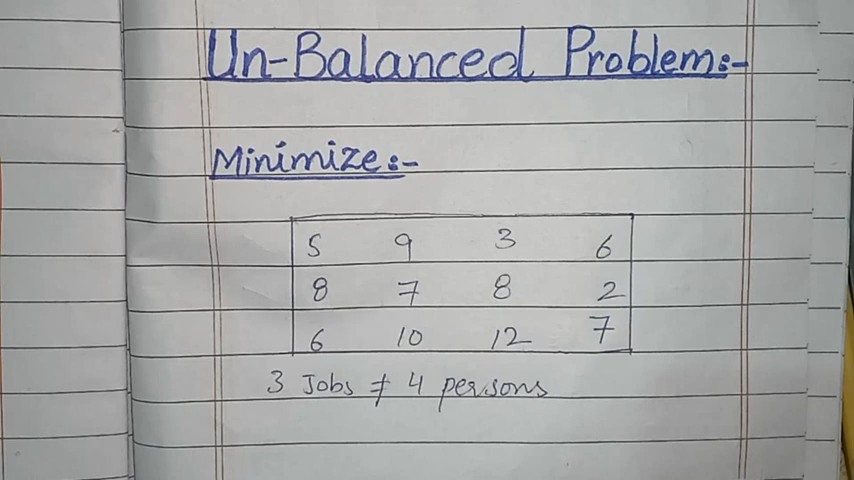 Un-Balanced Problem:-
Minimize:-
5 9 3 6
8 7 8 2
6 10 12 7
3 Jobs ≠ 4 persons